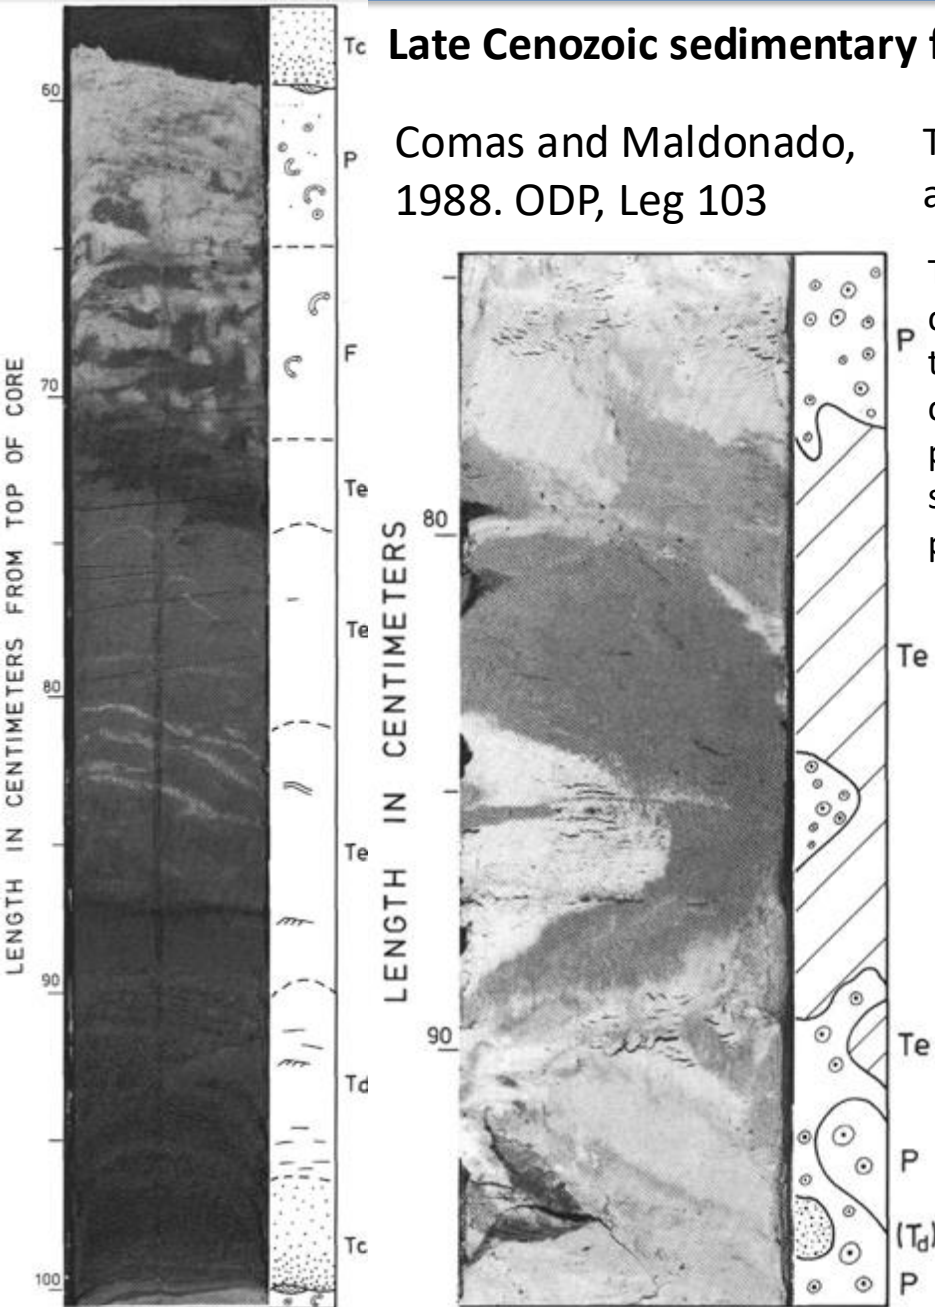 Late Cenozoic sedimentary
Comas and Maldonado,
1988. ODP, Leg 103
LENGTH IN CENTIMETERS FROM TOP OF CORE
60
70
80
90
100
Tc
P
F
Te
Te
Te
Td
Tc
LENGTH IN CENTIMETERS
80
90
P
Te
Te
P
(Td)
P